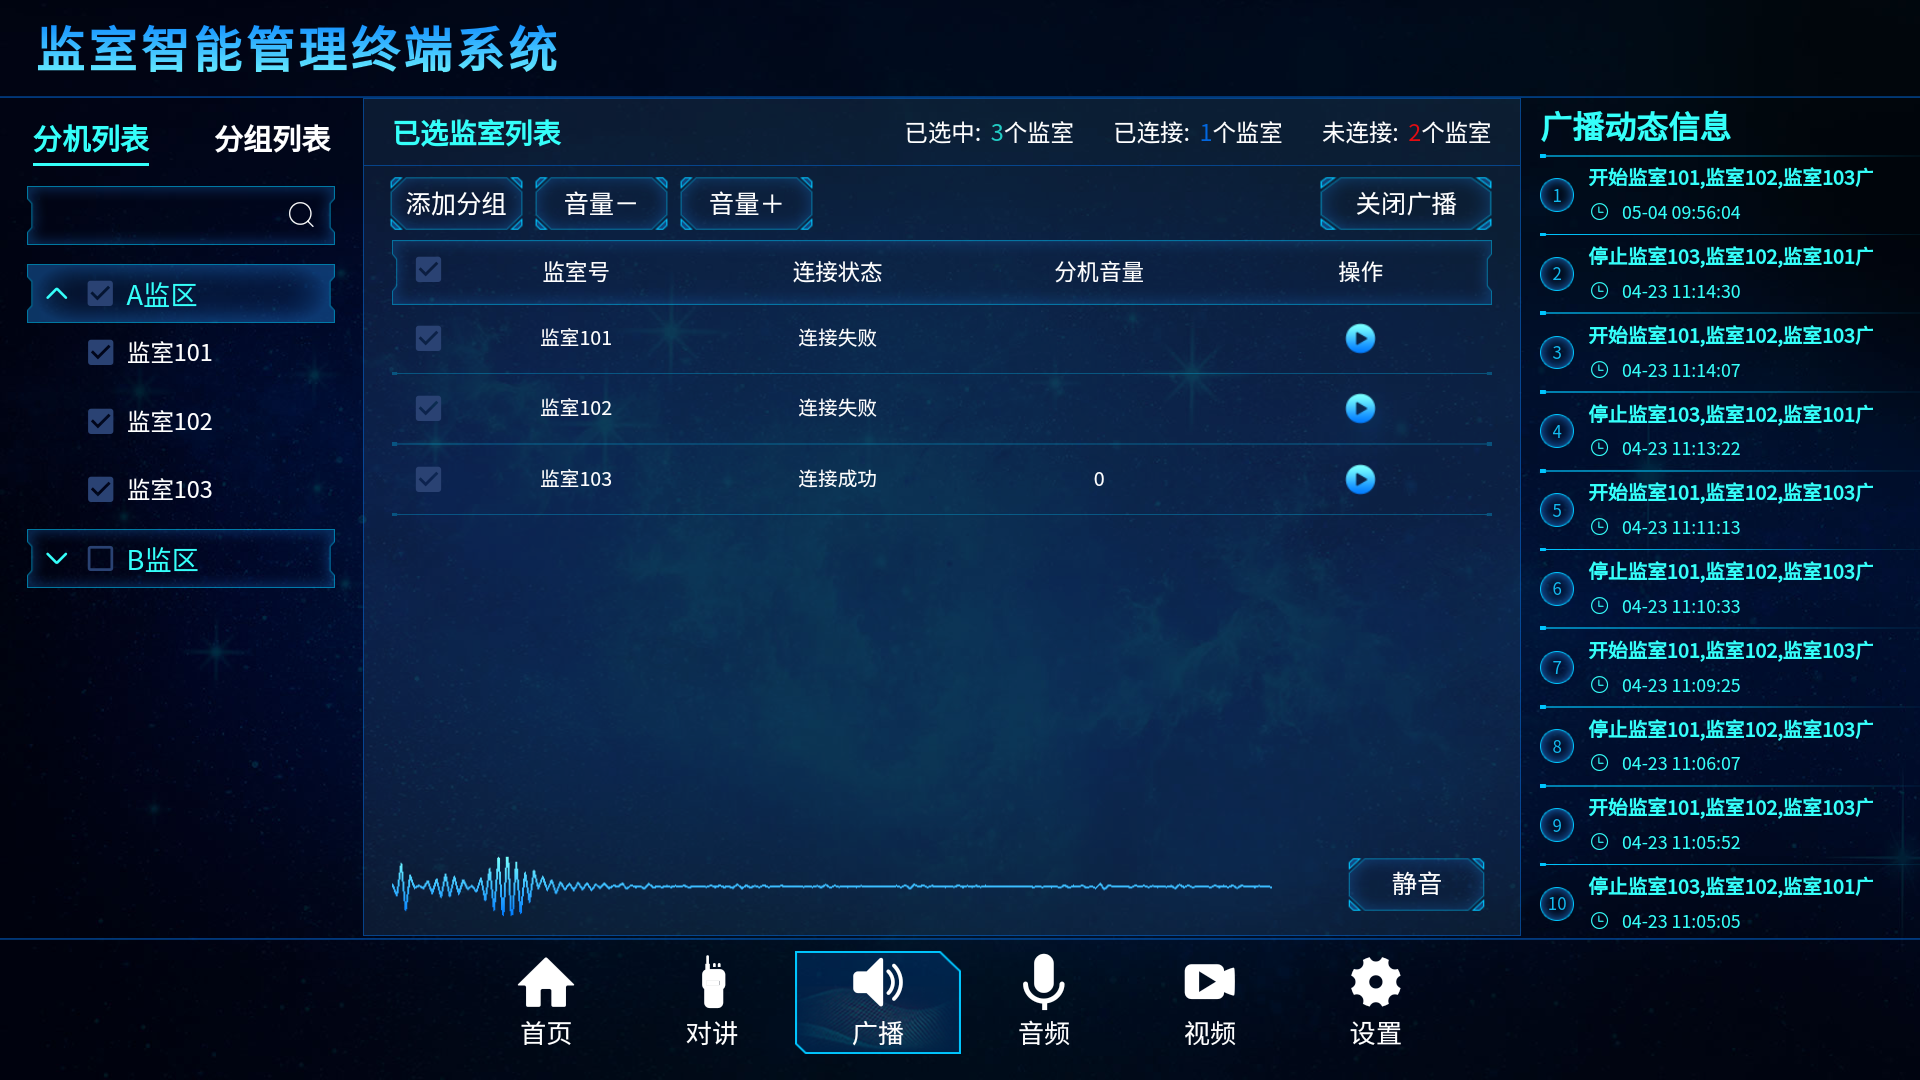 监室智能管理终端系统
分机列表
分组列表
A监区
监室101
监室102
监室103
B监区
已选监室列表
已选中: 3个监室
已连接: 1个监室
未连接: 2个监室
添加分组
音量－
音量＋
关闭广播
监室号 连接状态 分机音量 操作
监室101 连接失败
监室102 连接失败
监室103 连接成功 0
静音
广播动态信息
1 开始监室101,监室102,监室103广
05-04 09:56:04
2 停止监室103,监室102,监室101广
04-23 11:14:30
3 开始监室101,监室102,监室103广
04-23 11:14:07
4 停止监室103,监室102,监室101广
04-23 11:13:22
5 开始监室101,监室102,监室103广
04-23 11:11:13
6 停止监室101,监室102,监室103广
04-23 11:10:33
7 开始监室101,监室102,监室103广
04-23 11:09:25
8 停止监室101,监室102,监室103广
04-23 11:06:07
9 开始监室101,监室102,监室103广
04-23 11:05:52
10 停止监室103,监室102,监室101广
04-23 11:05:05
首页
对讲
广播
音频
视频
设置